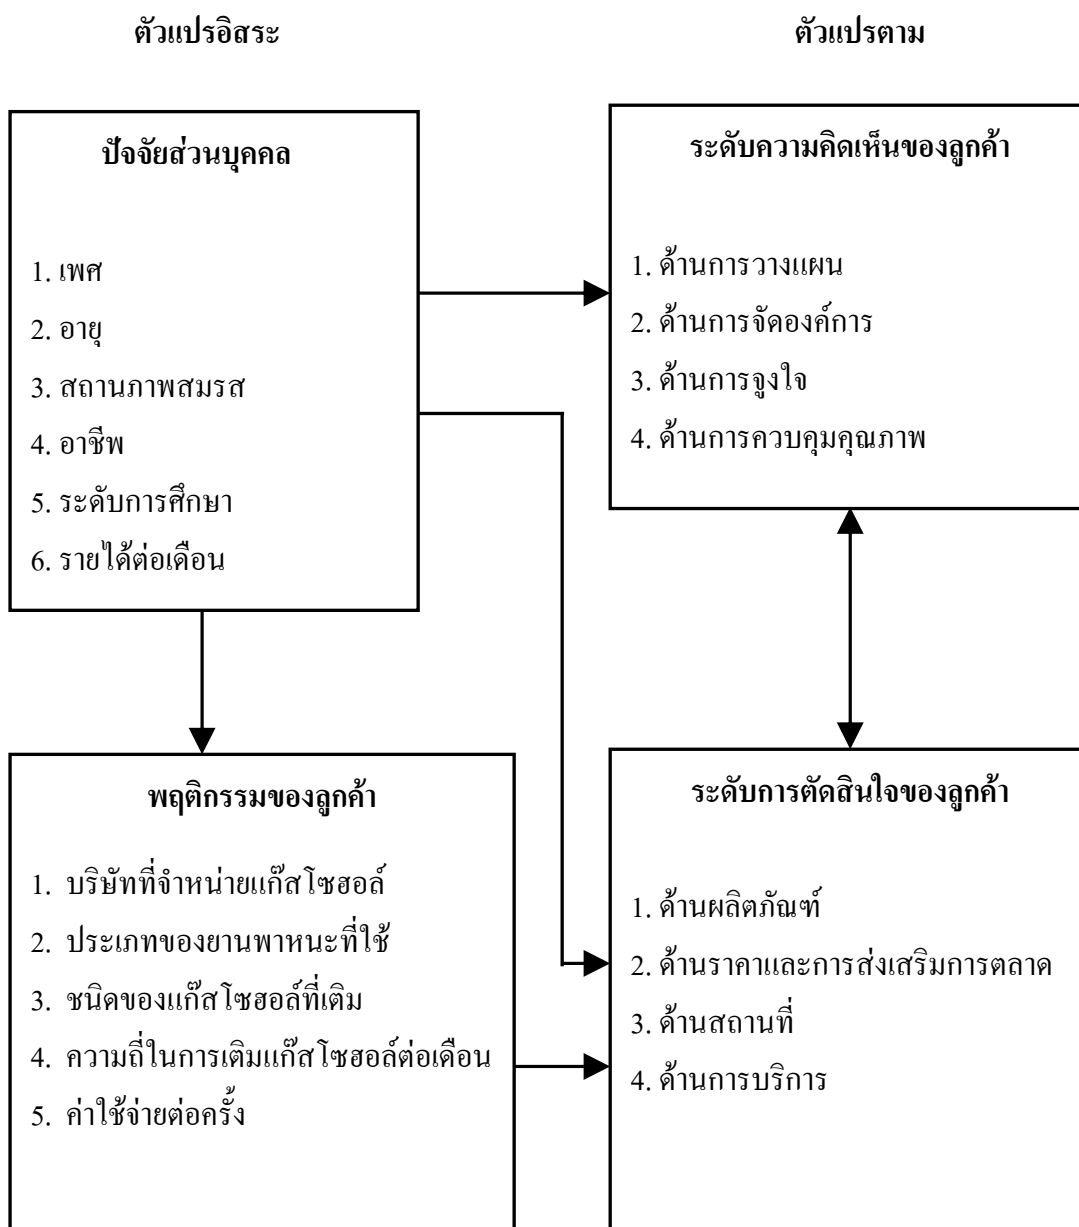 ตัวแปรอิสระ
ตัวแปรตาม
ปัจจัยส่วนบุคคล
1. เพศ
2. อายุ
3. สถานภาพสมรส
4. อาชีพ
5. ระดับการศึกษา
6. รายได้ต่อเดือน
ระดับความคิดเห็นของลูกค้า
1. ด้านการวางแผน
2. ด้านการจัดองค์การ
3. ด้านการจูงใจ
4. ด้านการควบคุมคุณภาพ
พฤติกรรมของลูกค้า
1. บริษัทที่จำหน่ายแก๊สโซฮอล์
2. ประเภทของยานพาหนะที่ใช้
3. ชนิดของแก๊สโซฮอล์ที่เติม
4. ความถี่ในการเติมแก๊สโซฮอล์ต่อเดือน
5. ค่าใช้จ่ายต่อครั้ง
ระดับการตัดสินใจของลูกค้า
1. ด้านผลิตภัณฑ์
2. ด้านราคาและการส่งเสริมการตลาด
3. ด้านสถานที่
4. ด้านการบริการ